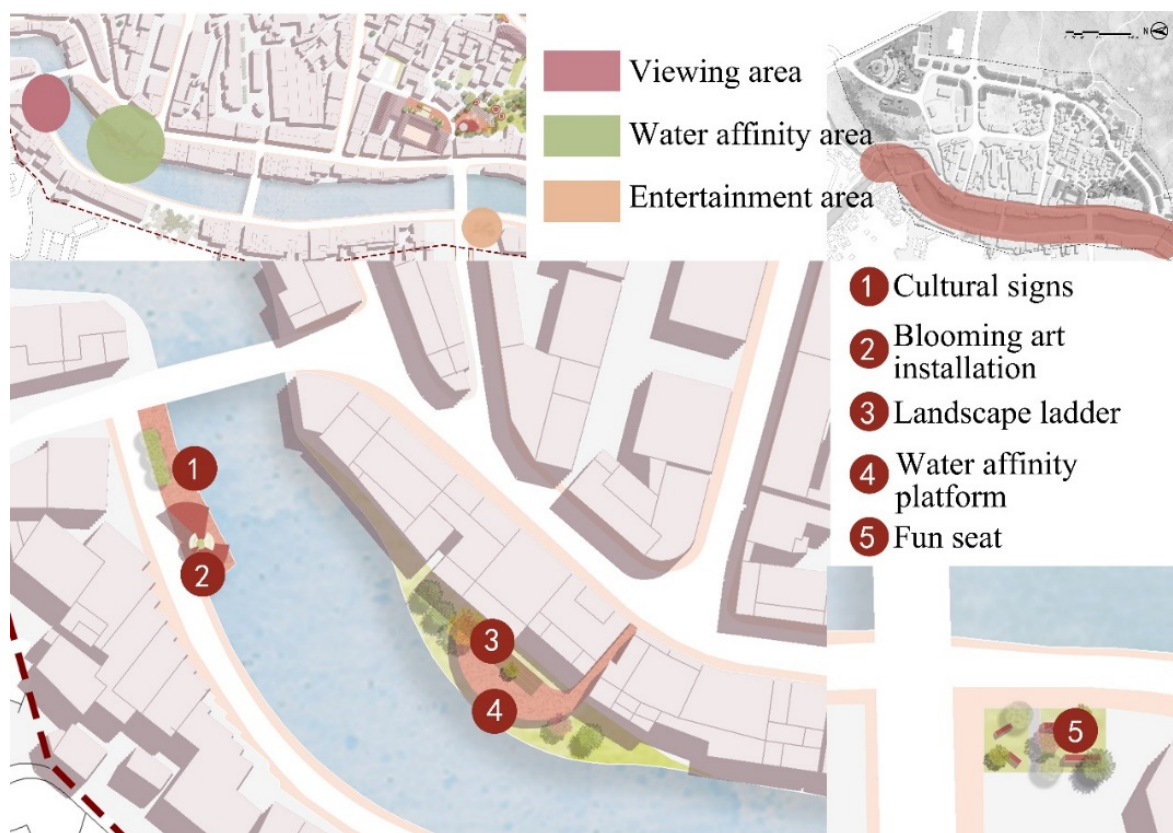 Viewing area
Water affinity area
Entertainment area
N
1 Cultural signs
2 Blooming art
installation
3 Landscape ladder
4 Water affinity
platform
5 Fun seat
1
2
3
4
5